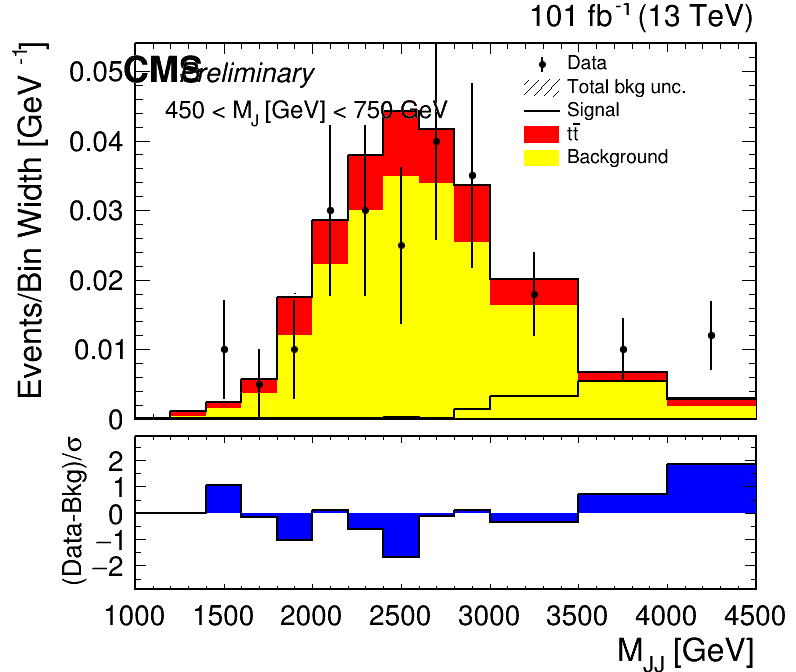 101 fb⁻¹ (13 TeV)
CMS Preliminary
450 < M_J [GeV] < 750 GeV
Data
Total bkg unc.
Signal
tt̄
Background
Events/Bin Width [GeV⁻¹]
0.05
0.04
0.03
0.02
0.01
0
(Data-Bkg)/σ
2
1
0
−1
−2
1000 1500 2000 2500 3000 3500 4000 4500
M_JJ [GeV]